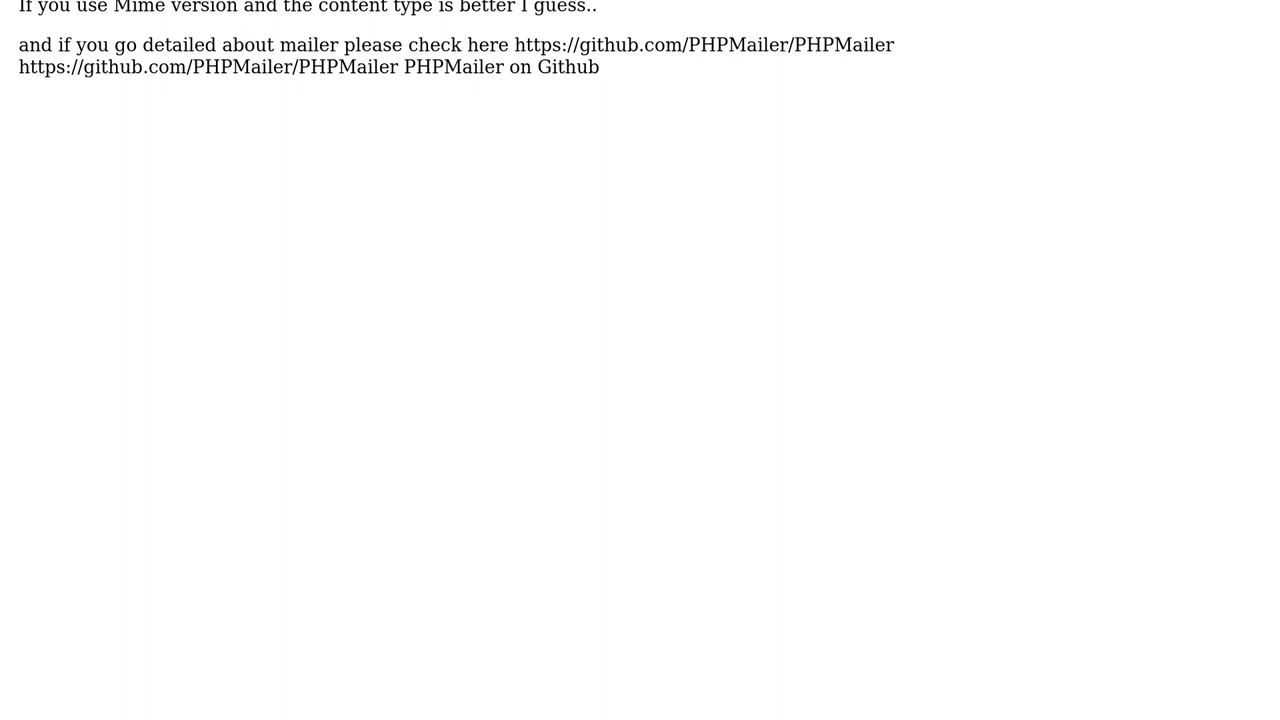 If you use Mime version and the content type is better I guess..
and if you go detailed about mailer please check here https://github.com/PHPMailer/PHPMailer
https://github.com/PHPMailer/PHPMailer PHPMailer on Github